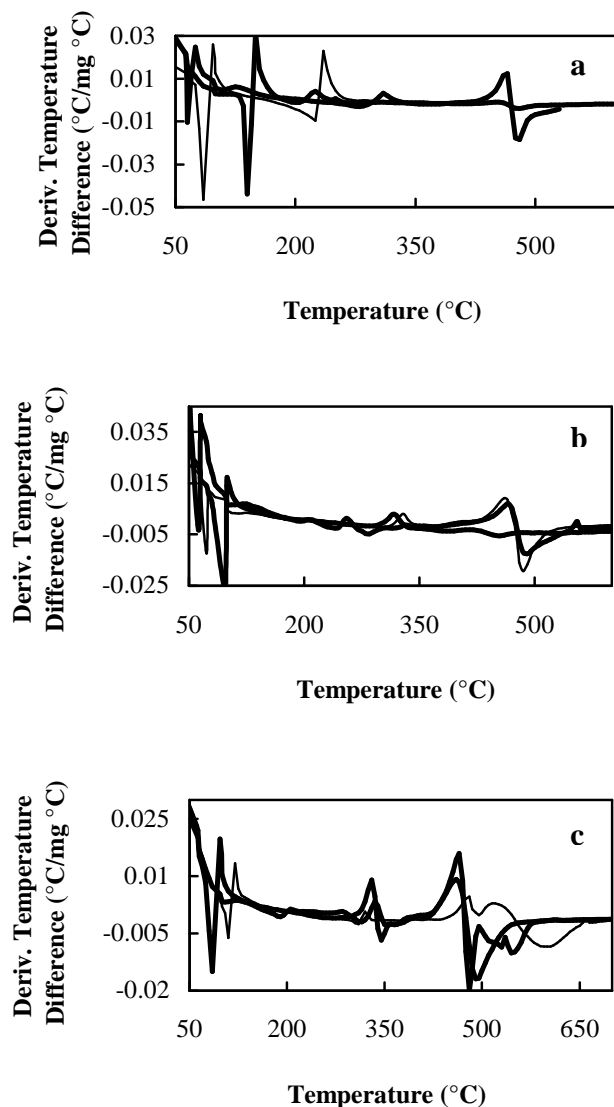 Deriv. Temperature
Difference (°C/mg °C)
0.03
0.01
-0.01
-0.03
-0.05
a
50
200
350
500
Temperature (°C)
Deriv. Temperature
Difference (°C/mg °C)
0.035
0.015
-0.005
-0.025
b
50
200
350
500
Temperature (°C)
Deriv. Temperature
Difference (°C/mg °C)
0.025
0.01
-0.005
-0.02
c
50
200
350
500
650
Temperature (°C)